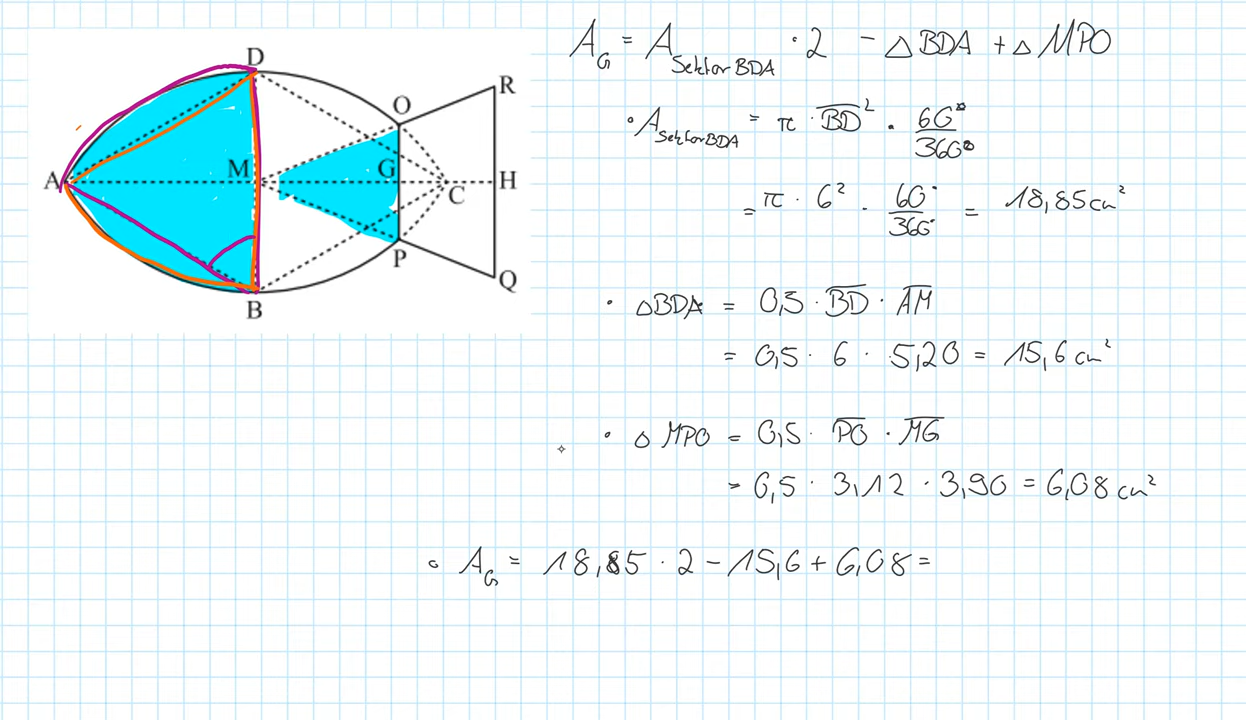 D
O
R
A
M
G
C
H
P
Q
B
A_G = A_Sektor BDA · 2 - △ BDA + △ MPO
· A_Sektor BDA = π · BD² · 60°/360°
= π · 6² · 60°/360° = 18,85 cm²
· △BDA = 0,5 · BD · AM
= 0,5 · 6 · 5,20 = 15,6 cm²
· △ MPO = 0,5 · PO · MG
= 0,5 · 3,12 · 3,90 = 6,08 cm²
∘ A_G = 18,85 · 2 - 15,6 + 6,08 =